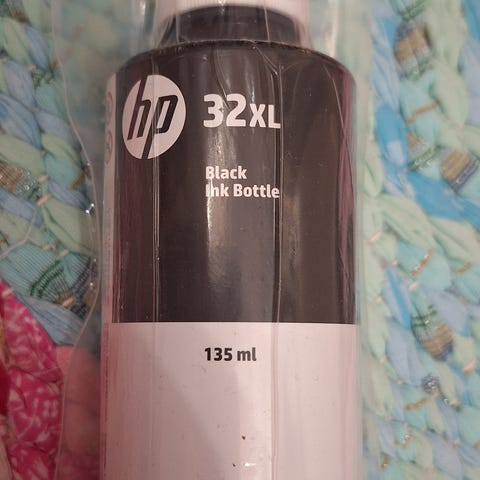 hp
32XL
Black
Ink Bottle
135 ml